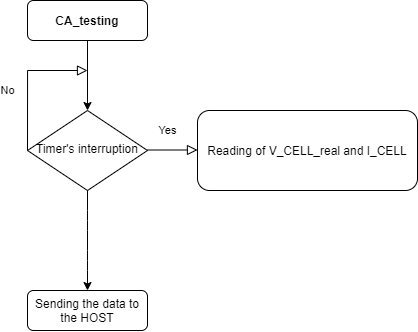 CA_testing
No
Yes
Timer's interruption
Reading of V_CELL_real and I_CELL
Sending the data to
the HOST